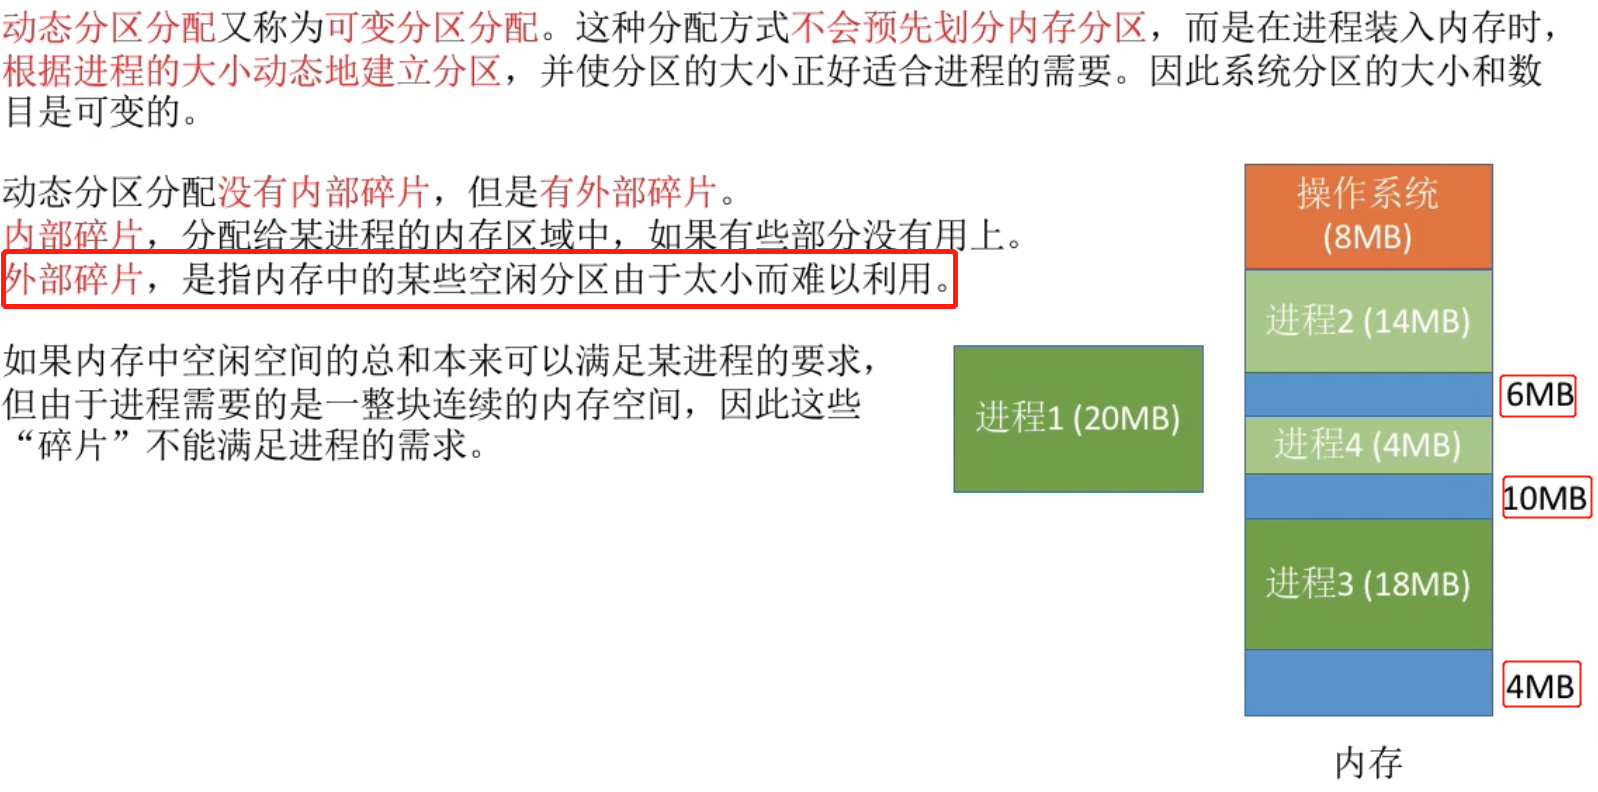 动态分区分配又称为可变分区分配。这种分配方式不会预先划分内存分区，而是在进程装入内存时，
根据进程的大小动态地建立分区，并使分区的大小正好适合进程的需要。因此系统分区的大小和数
目是可变的。
动态分区分配没有内部碎片，但是有外部碎片。
内部碎片，分配给某进程的内存区域中，如果有些部分没有用上。
外部碎片，是指内存中的某些空闲分区由于太小而难以利用。
如果内存中空闲空间的总和本来可以满足某进程的要求，
但由于进程需要的是一整块连续的内存空间，因此这些
“碎片”不能满足进程的需求。
进程1 (20MB)
操作系统
(8MB)
进程2 (14MB)
6MB
进程4 (4MB)
10MB
进程3 (18MB)
4MB
内存